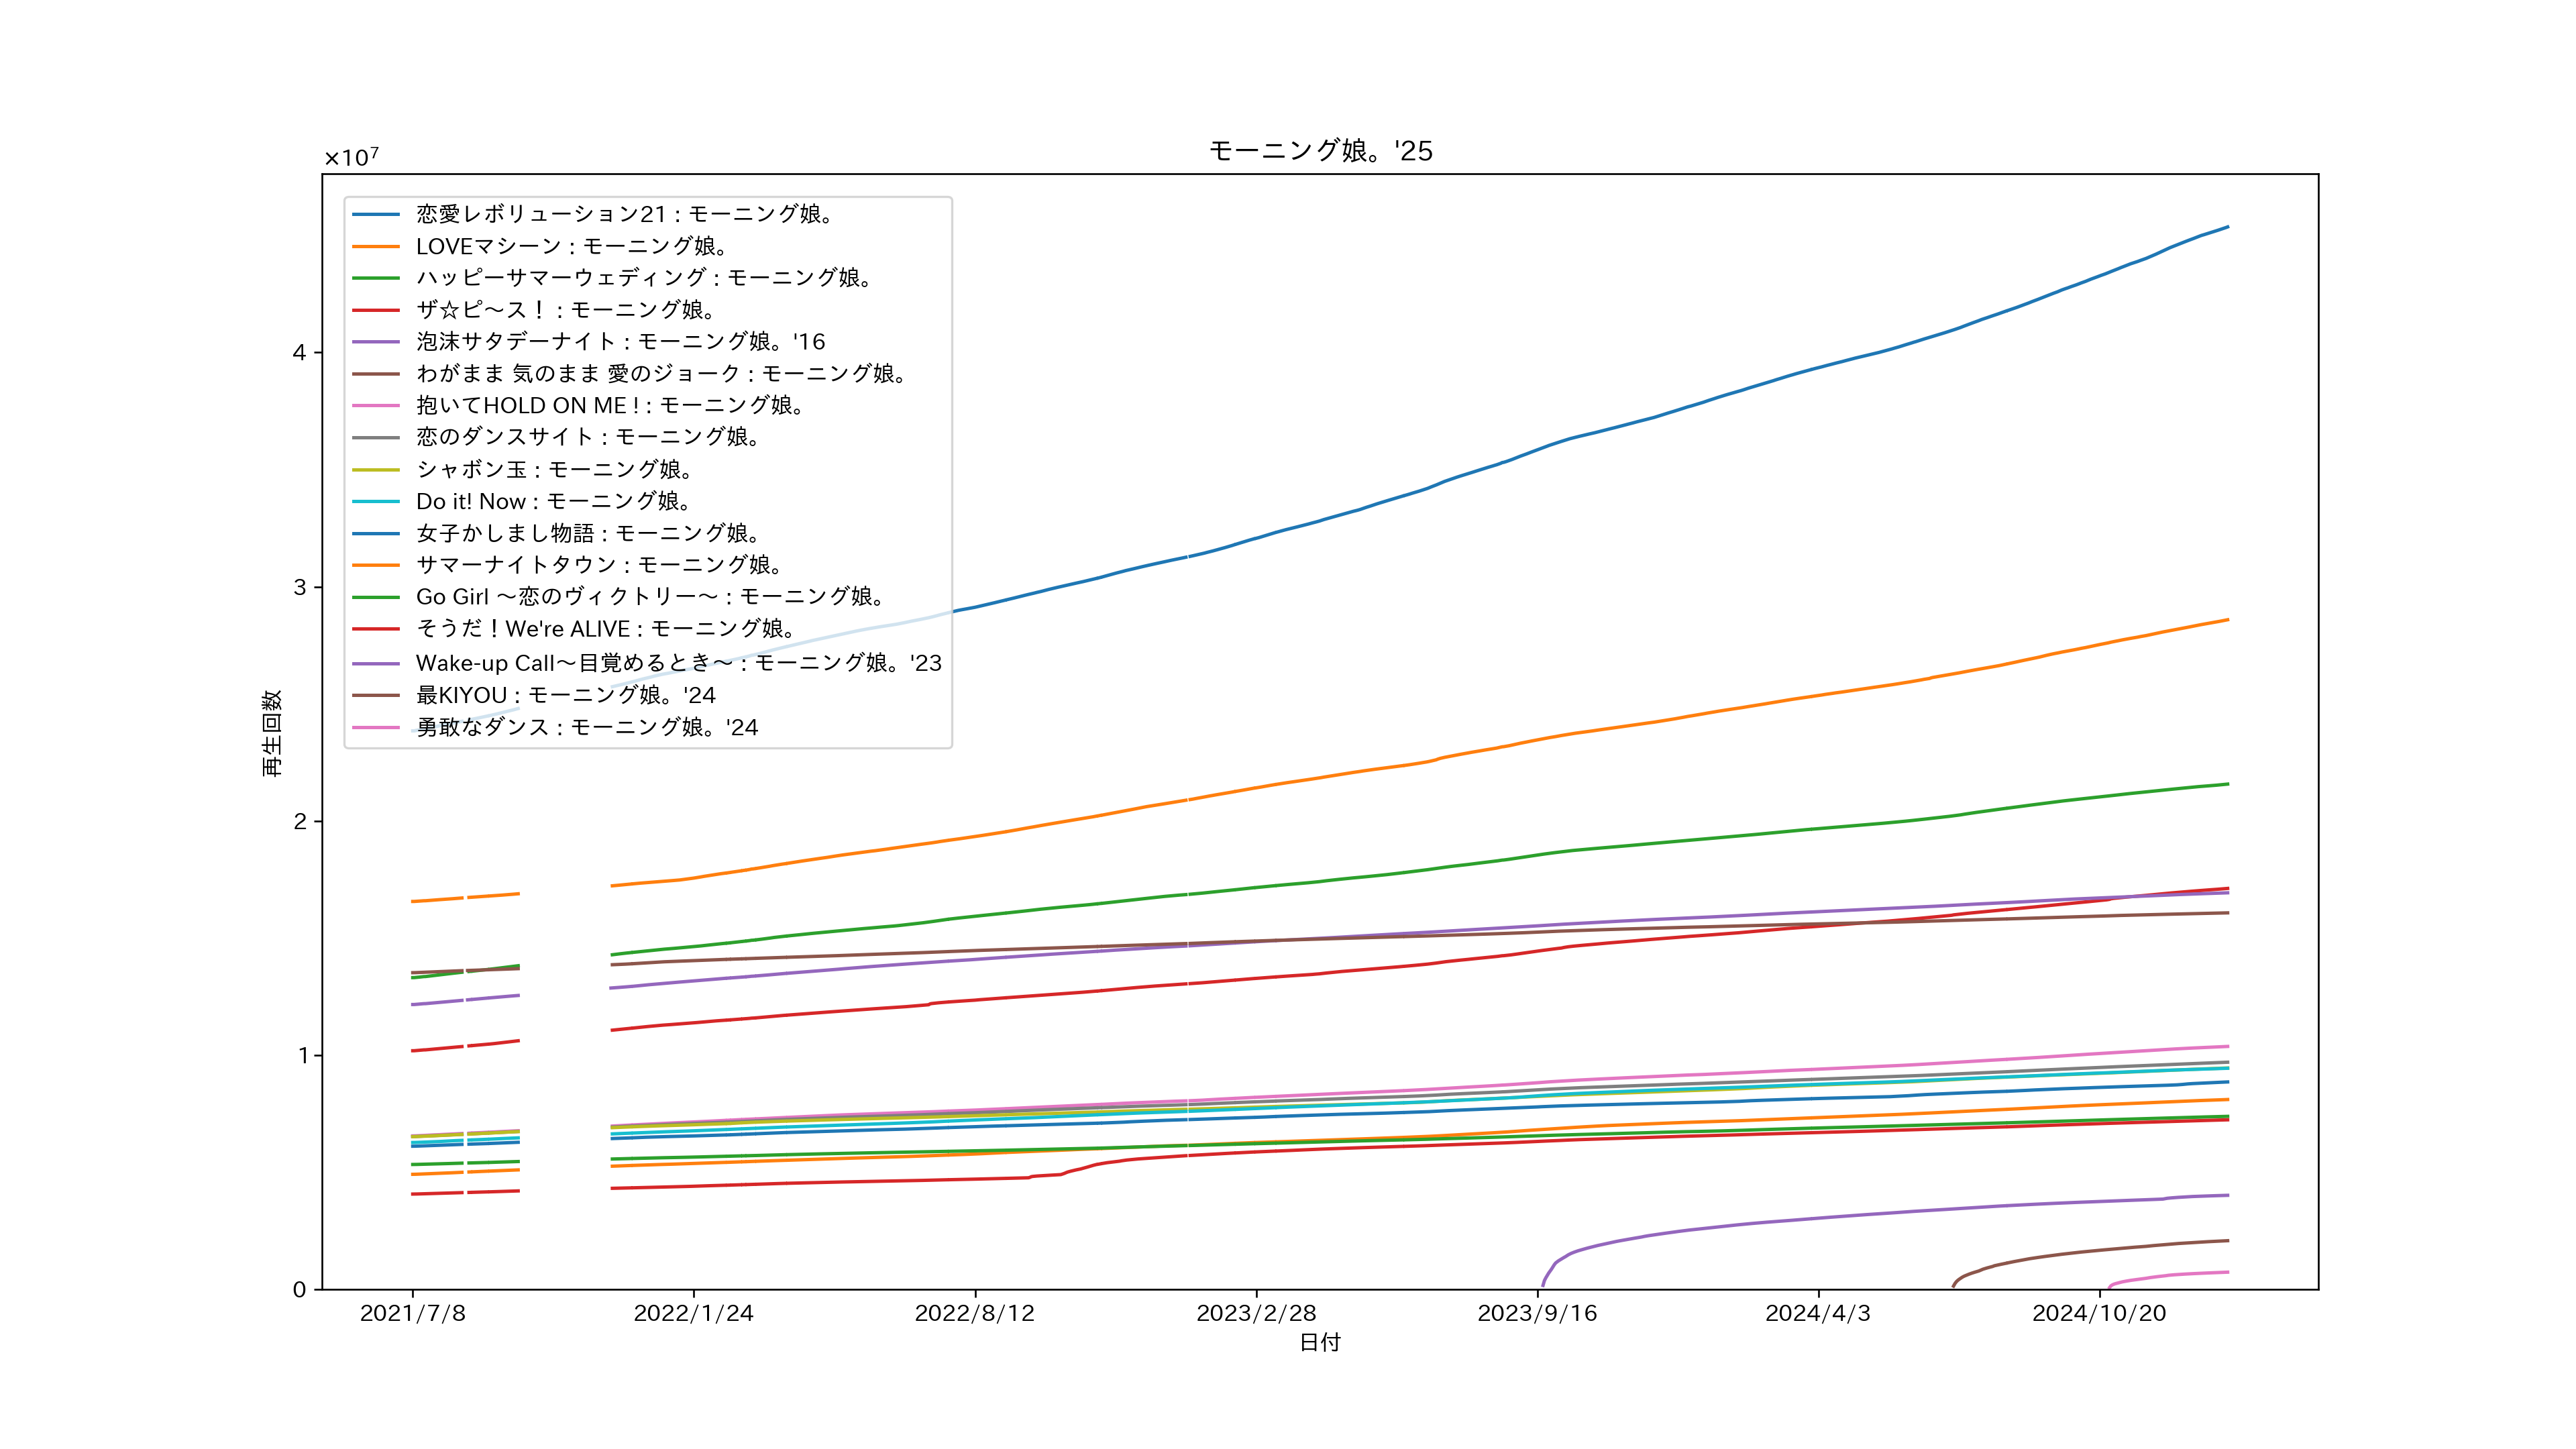 モーニング娘。'25
×10⁷
恋愛レボリューション21 : モーニング娘。
LOVEマシーン : モーニング娘。
ハッピーサマーウェディング : モーニング娘。
ザ☆ピ～ス！ : モーニング娘。
泡沫サタデーナイト : モーニング娘。'16
わがまま 気のまま 愛のジョーク : モーニング娘。
抱いてHOLD ON ME ! : モーニング娘。
恋のダンスサイト : モーニング娘。
シャボン玉 : モーニング娘。
Do it! Now : モーニング娘。
女子かしまし物語 : モーニング娘。
サマーナイトタウン : モーニング娘。
Go Girl ～恋のヴィクトリー～ : モーニング娘。
そうだ！We're ALIVE : モーニング娘。
Wake-up Call～目覚めるとき～ : モーニング娘。'23
最KIYOU : モーニング娘。'24
勇敢なダンス : モーニング娘。'24
再生回数
4
3
2
1
0
2021/7/8 2022/1/24 2022/8/12 2023/2/28 2023/9/16 2024/4/3 2024/10/20
日付